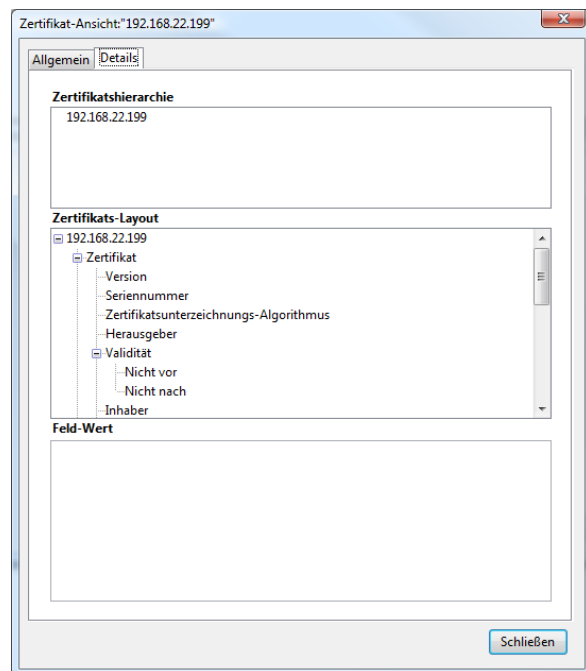 Zertifikat-Ansicht:"192.168.22.199"
Allgemein Details
Zertifikatshierarchie
192.168.22.199
Zertifikats-Layout
192.168.22.199
Zertifikat
Version
Seriennummer
Zertifikatsunterzeichnungs-Algorithmus
Herausgeber
Validität
Nicht vor
Nicht nach
Inhaber
Feld-Wert
Schließen